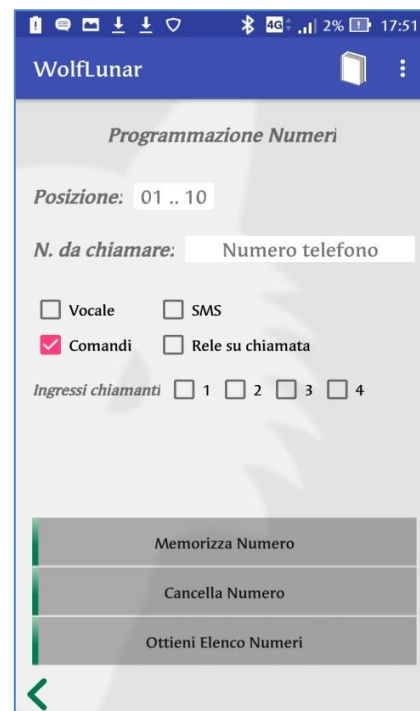 4G 2% 17:51
WolfLunar
Programmazione Numeri
Posizione: 01 .. 10
N. da chiamare: Numero telefono
Vocale SMS
Comandi Rele su chiamata
Ingressi chiamanti 1 2 3 4
Memorizza Numero
Cancella Numero
Ottieni Elenco Numeri